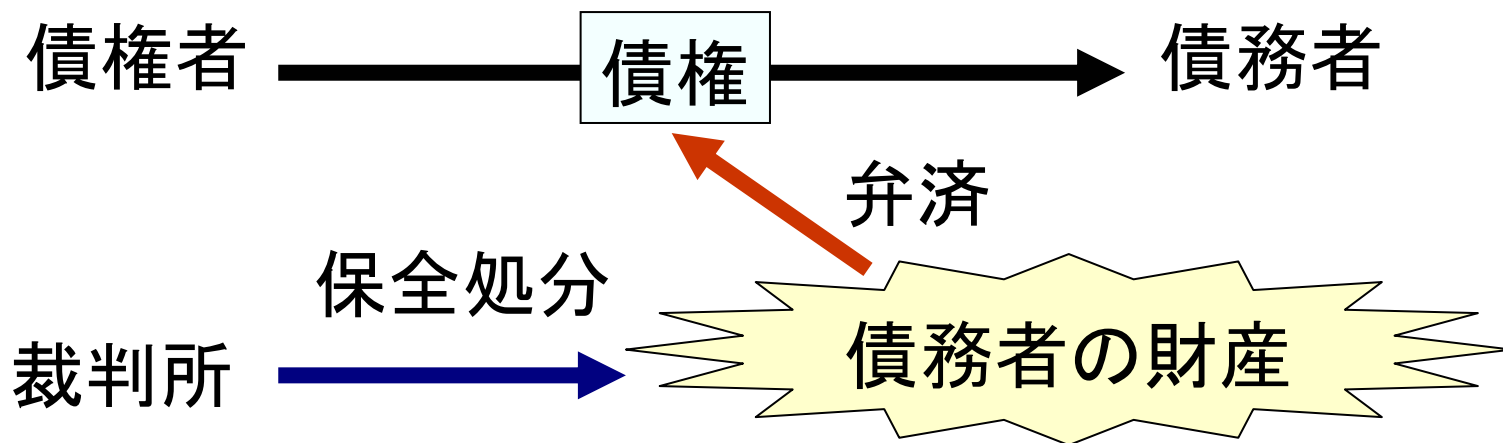 債権者
債権
債務者
弁済
保全処分
裁判所
債務者の財産